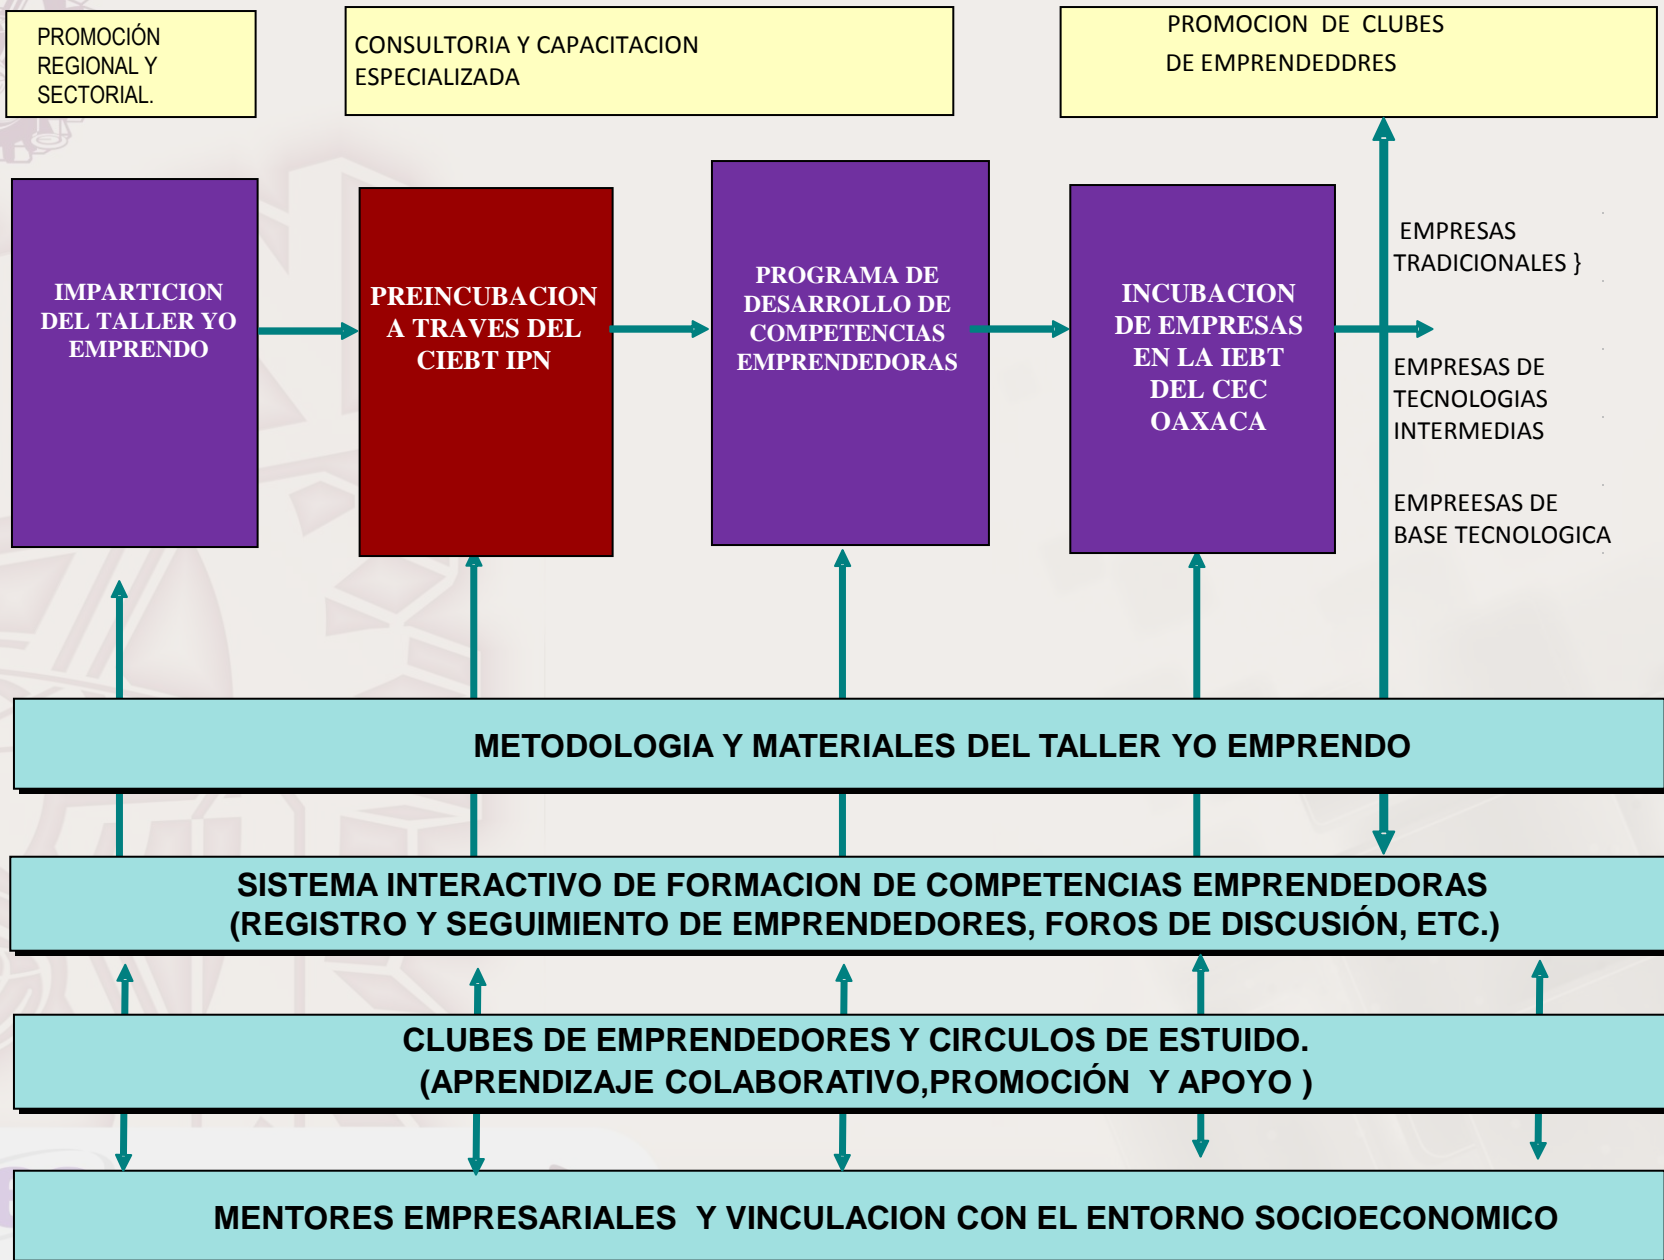 PROMOCIÓN
REGIONAL Y
SECTORIAL.
CONSULTORIA Y CAPACITACION
ESPECIALIZADA
PROMOCION DE CLUBES
DE EMPRENDEDDRES
IMPARTICION
DEL TALLER YO
EMPRENDO
PREINCUBACION
A TRAVES DEL
CIEBT IPN
PROGRAMA DE
DESARROLLO DE
COMPETENCIAS
EMPRENDEDORAS
INCUBACION
DE EMPRESAS
EN LA IEBT
DEL CEC
OAXACA
EMPRESAS
TRADICIONALES }
EMPRESAS DE
TECNOLOGIAS
INTERMEDIAS
EMPREESAS DE
BASE TECNOLOGICA
METODOLOGIA Y MATERIALES DEL TALLER YO EMPRENDO
SISTEMA INTERACTIVO DE FORMACION DE COMPETENCIAS EMPRENDEDORAS
(REGISTRO Y SEGUIMIENTO DE EMPRENDEDORES, FOROS DE DISCUSIÓN, ETC.)
CLUBES DE EMPRENDEDORES Y CIRCULOS DE ESTUIDO.
(APRENDIZAJE COLABORATIVO,PROMOCIÓN Y APOYO )
MENTORES EMPRESARIALES Y VINCULACION CON EL ENTORNO SOCIOECONOMICO